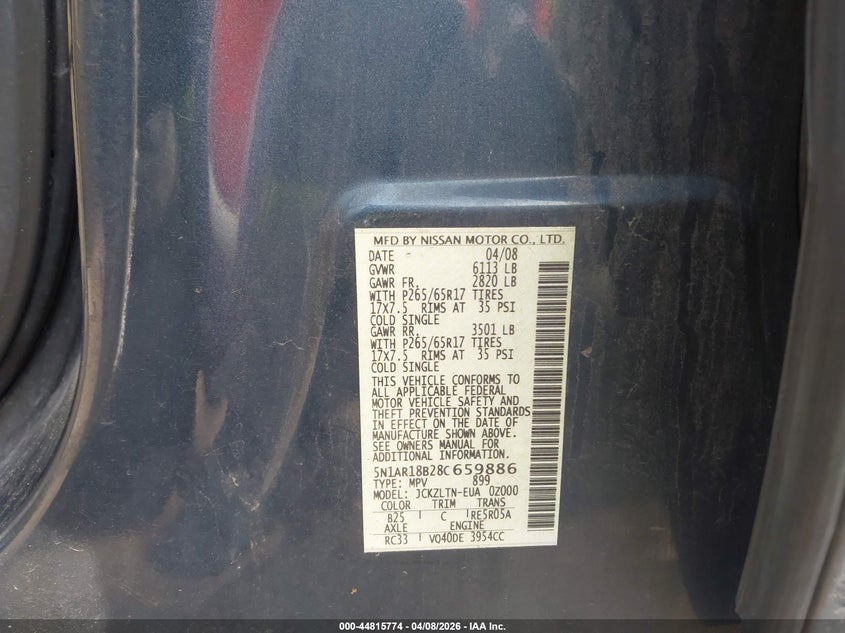 MFD BY NISSAN MOTOR CO., LTD.
DATE 04/08
GVWR 6113 LB
GAWR FR. 2820 LB
WITH P265/65R17 TIRES
17X7.5 RIMS AT 35 PSI
COLD SINGLE
GAWR RR. 3501 LB
WITH P265/65R17 TIRES
17X7.5 RIMS AT 35 PSI
COLD SINGLE
THIS VEHICLE CONFORMS TO
ALL APPLICABLE FEDERAL
MOTOR VEHICLE SAFETY AND
THEFT PREVENTION STANDARDS
IN EFFECT ON THE DATE OF
MANUFACTURE SHOWN ABOVE.
SEE OWNERS MANUAL FOR
ADDITIONAL INFORMATION.
5N1AR18B28C659886
TYPE: MPV 899
MODEL: JCKZLTN-EUA 0Z000
COLOR TRIM TRANS
B25 C RE5R05A
AXLE ENGINE
RC33 VQ40DE 3954CC
000-44815774 - 04/08/2026 - IAA Inc.